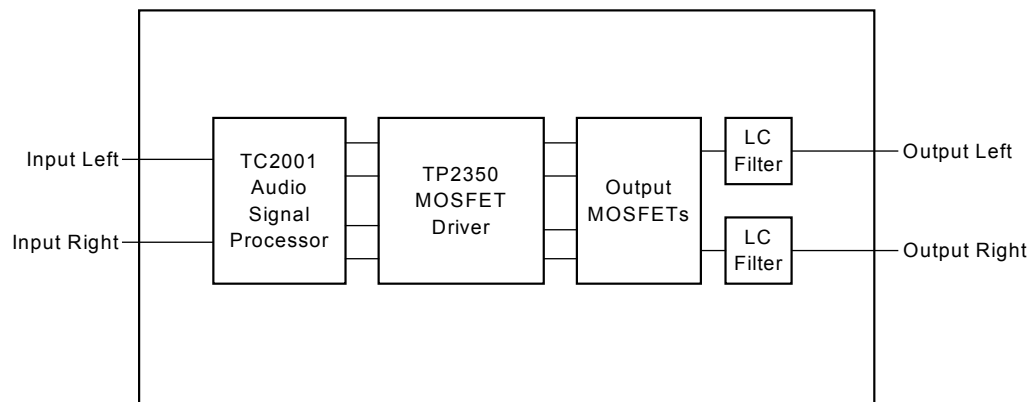 Input Left
Input Right
TC2001
Audio
Signal
Processor
TP2350
MOSFET
Driver
Output
MOSFETs
LC
Filter
LC
Filter
Output Left
Output Right